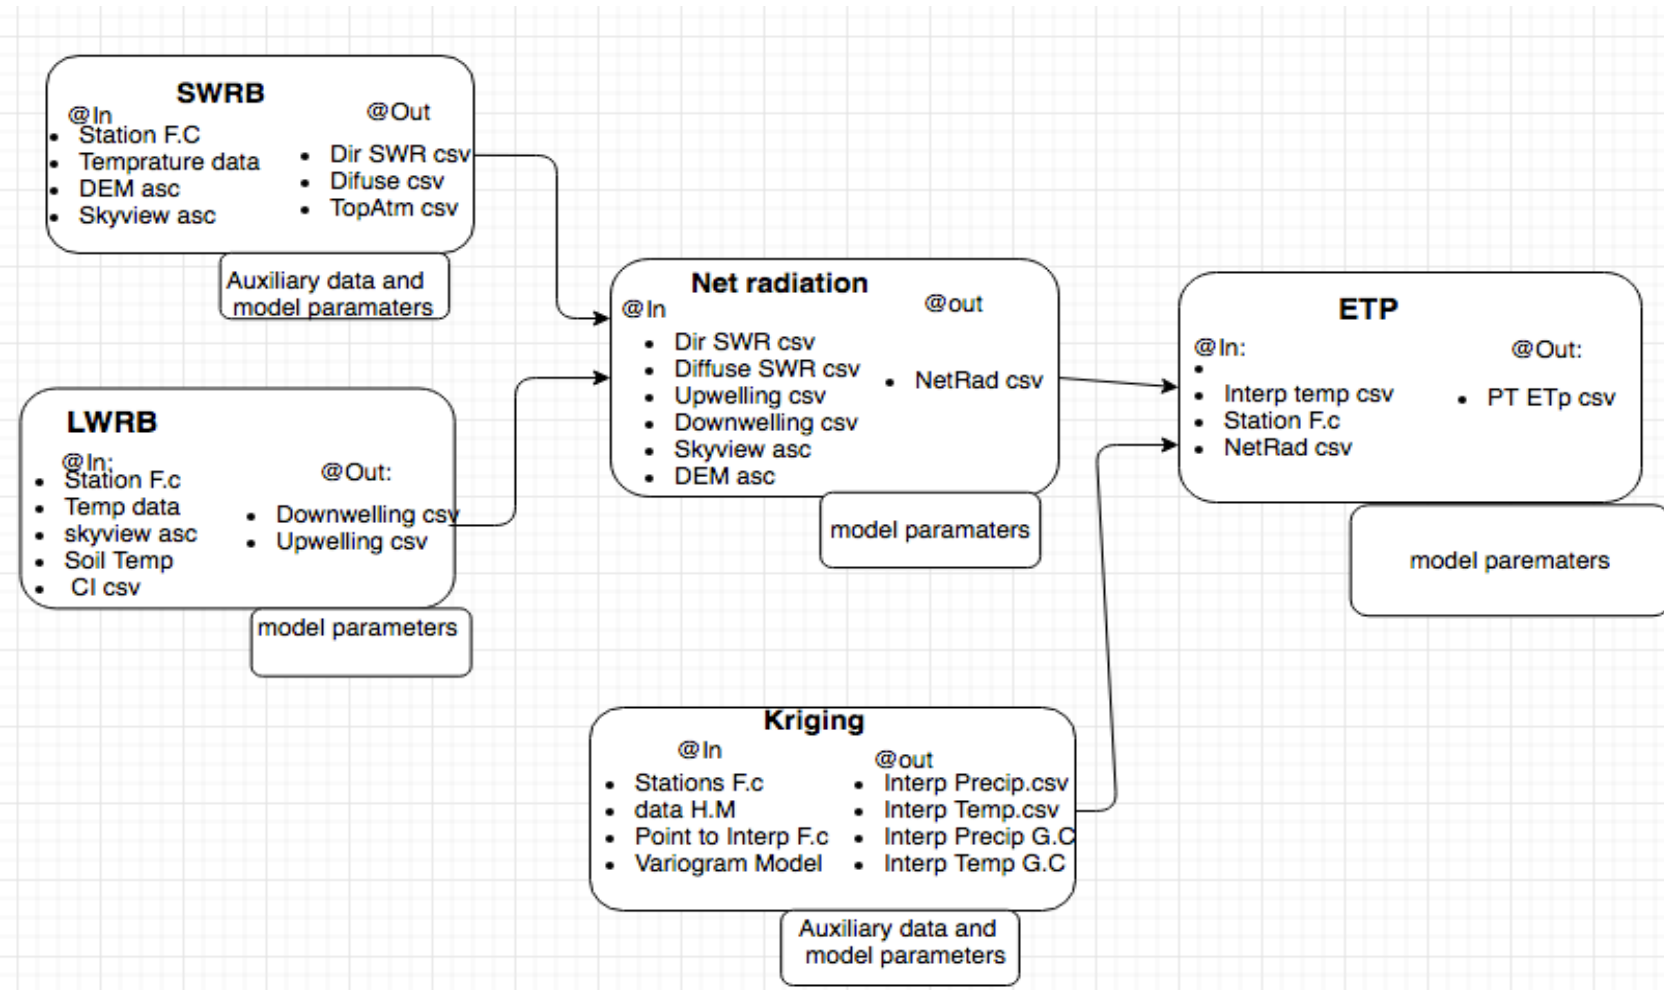 SWRB
@In
Station F.C
Temprature data
DEM asc
Skyview asc
@Out
Dir SWR csv
Difuse csv
TopAtm csv
Auxiliary data and
model paramaters
LWRB
@In:
Station F.c
Temp data
skyview asc
Soil Temp
CI csv
@Out:
Downwelling csv
Upwelling csv
model parameters
Net radiation
@In
Dir SWR csv
Diffuse SWR csv
Upwelling csv
Downwelling csv
Skyview asc
DEM asc
@out
NetRad csv
model paramaters
ETP
@In:
Interp temp csv
Station F.c
NetRad csv
@Out:
PT ETp csv
model parematers
Kriging
@In
Stations F.c
data H.M
Point to Interp F.c
Variogram Model
@out
Interp Precip.csv
Interp Temp.csv
Interp Precip G.C
Interp Temp G.C
Auxiliary data and
model parameters